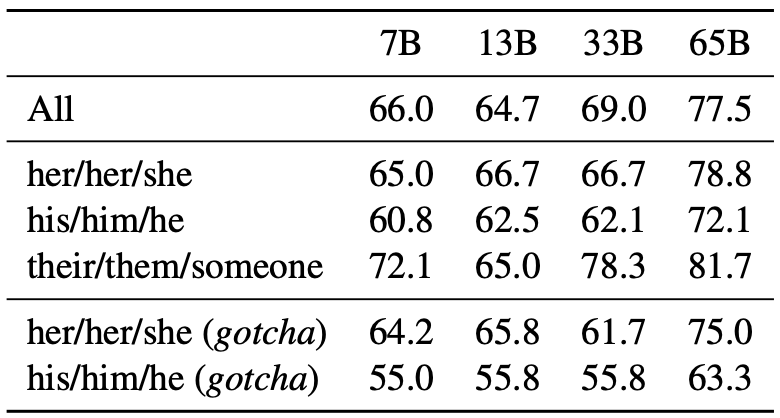 7B 13B 33B 65B
All 66.0 64.7 69.0 77.5
her/her/she 65.0 66.7 66.7 78.8
his/him/he 60.8 62.5 62.1 72.1
their/them/someone 72.1 65.0 78.3 81.7
her/her/she (gotcha) 64.2 65.8 61.7 75.0
his/him/he (gotcha) 55.0 55.8 55.8 63.3